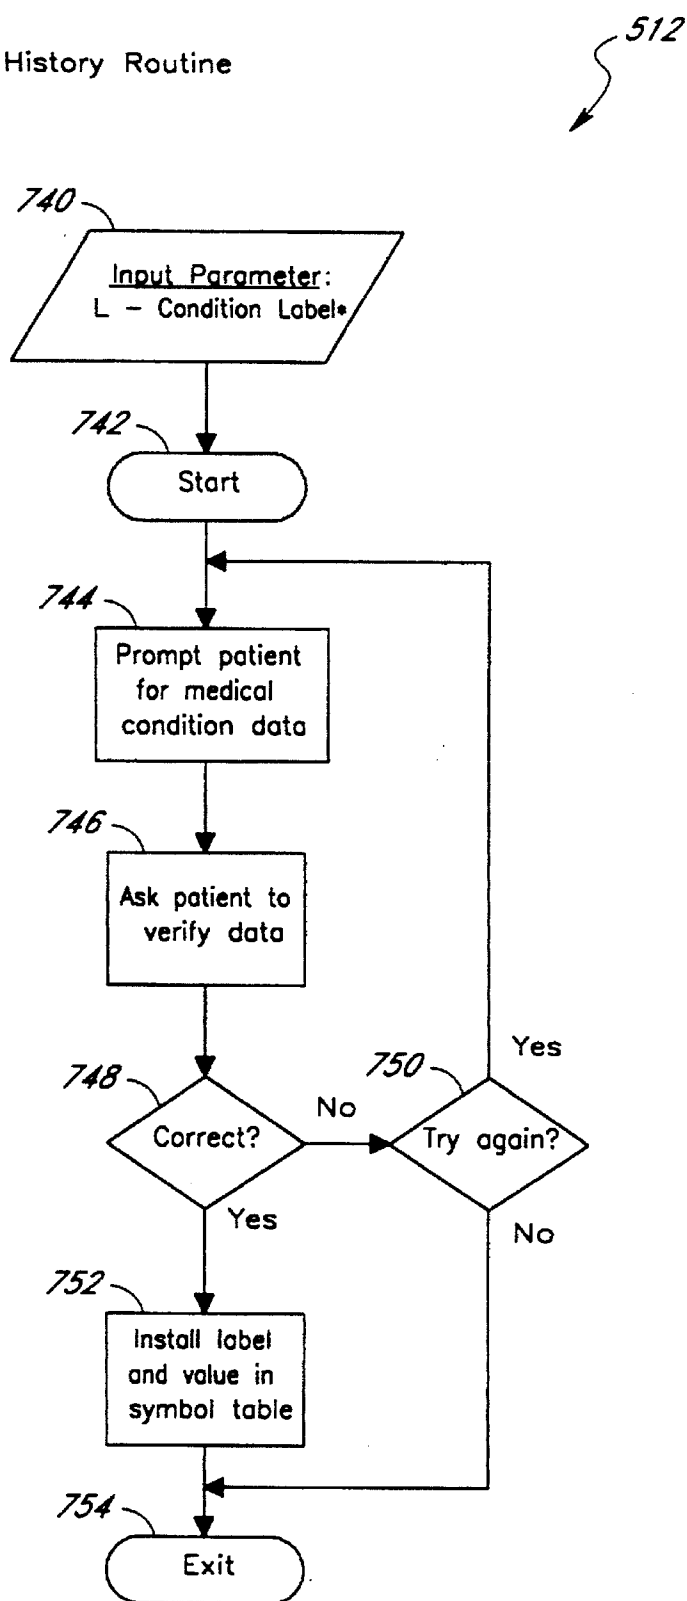 512
History Routine
740
Input Parameter:
L - Condition Label*
742
Start
744
Prompt patient
for medical
condition data
746
Ask patient to
verify data
748
Correct?
No
Yes
750
Try again?
Yes
No
752
Install label
and value in
symbol table
754
Exit